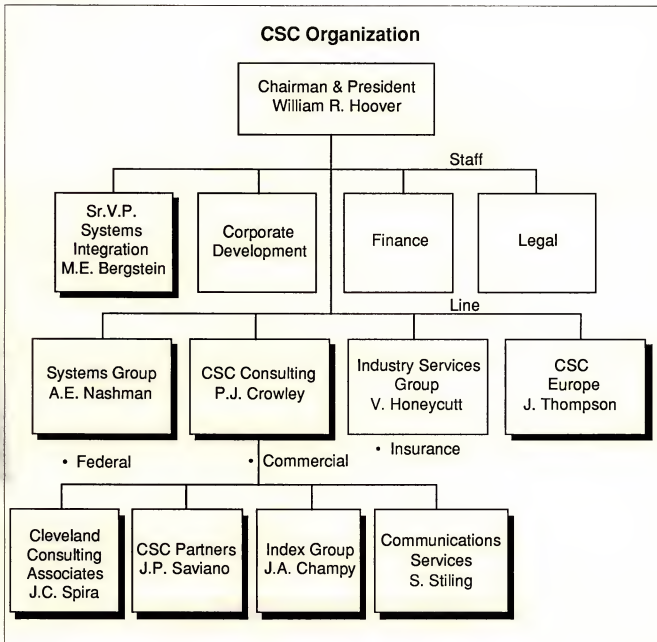 CSC Organization
Chairman & President
William R. Hoover
Staff
Sr.V.P.
Systems
Integration
M.E. Bergstein
Corporate
Development
Finance
Legal
Line
Systems Group
A.E. Nashman
CSC Consulting
P.J. Crowley
Industry Services
Group
V. Honeycutt
CSC
Europe
J. Thompson
• Federal
• Commercial
• Insurance
Cleveland
Consulting
Associates
J.C. Spira
CSC Partners
J.P. Saviano
Index Group
J.A. Champy
Communications
Services
S. Stiling